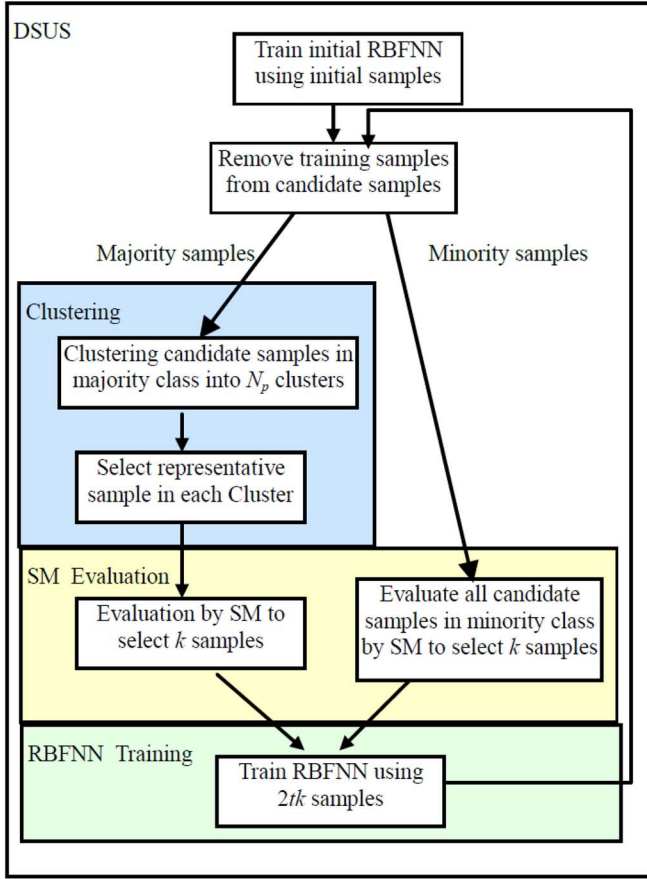 DSUS
Train initial RBFNN
using initial samples
Remove training samples
from candidate samples
Majority samples
Minority samples
Clustering
Clustering candidate samples in
majority class into Np clusters
Select representative
sample in each Cluster
SM Evaluation
Evaluation by SM to
select k samples
Evaluate all candidate
samples in minority class
by SM to select k samples
RBFNN Training
Train RBFNN using
2tk samples